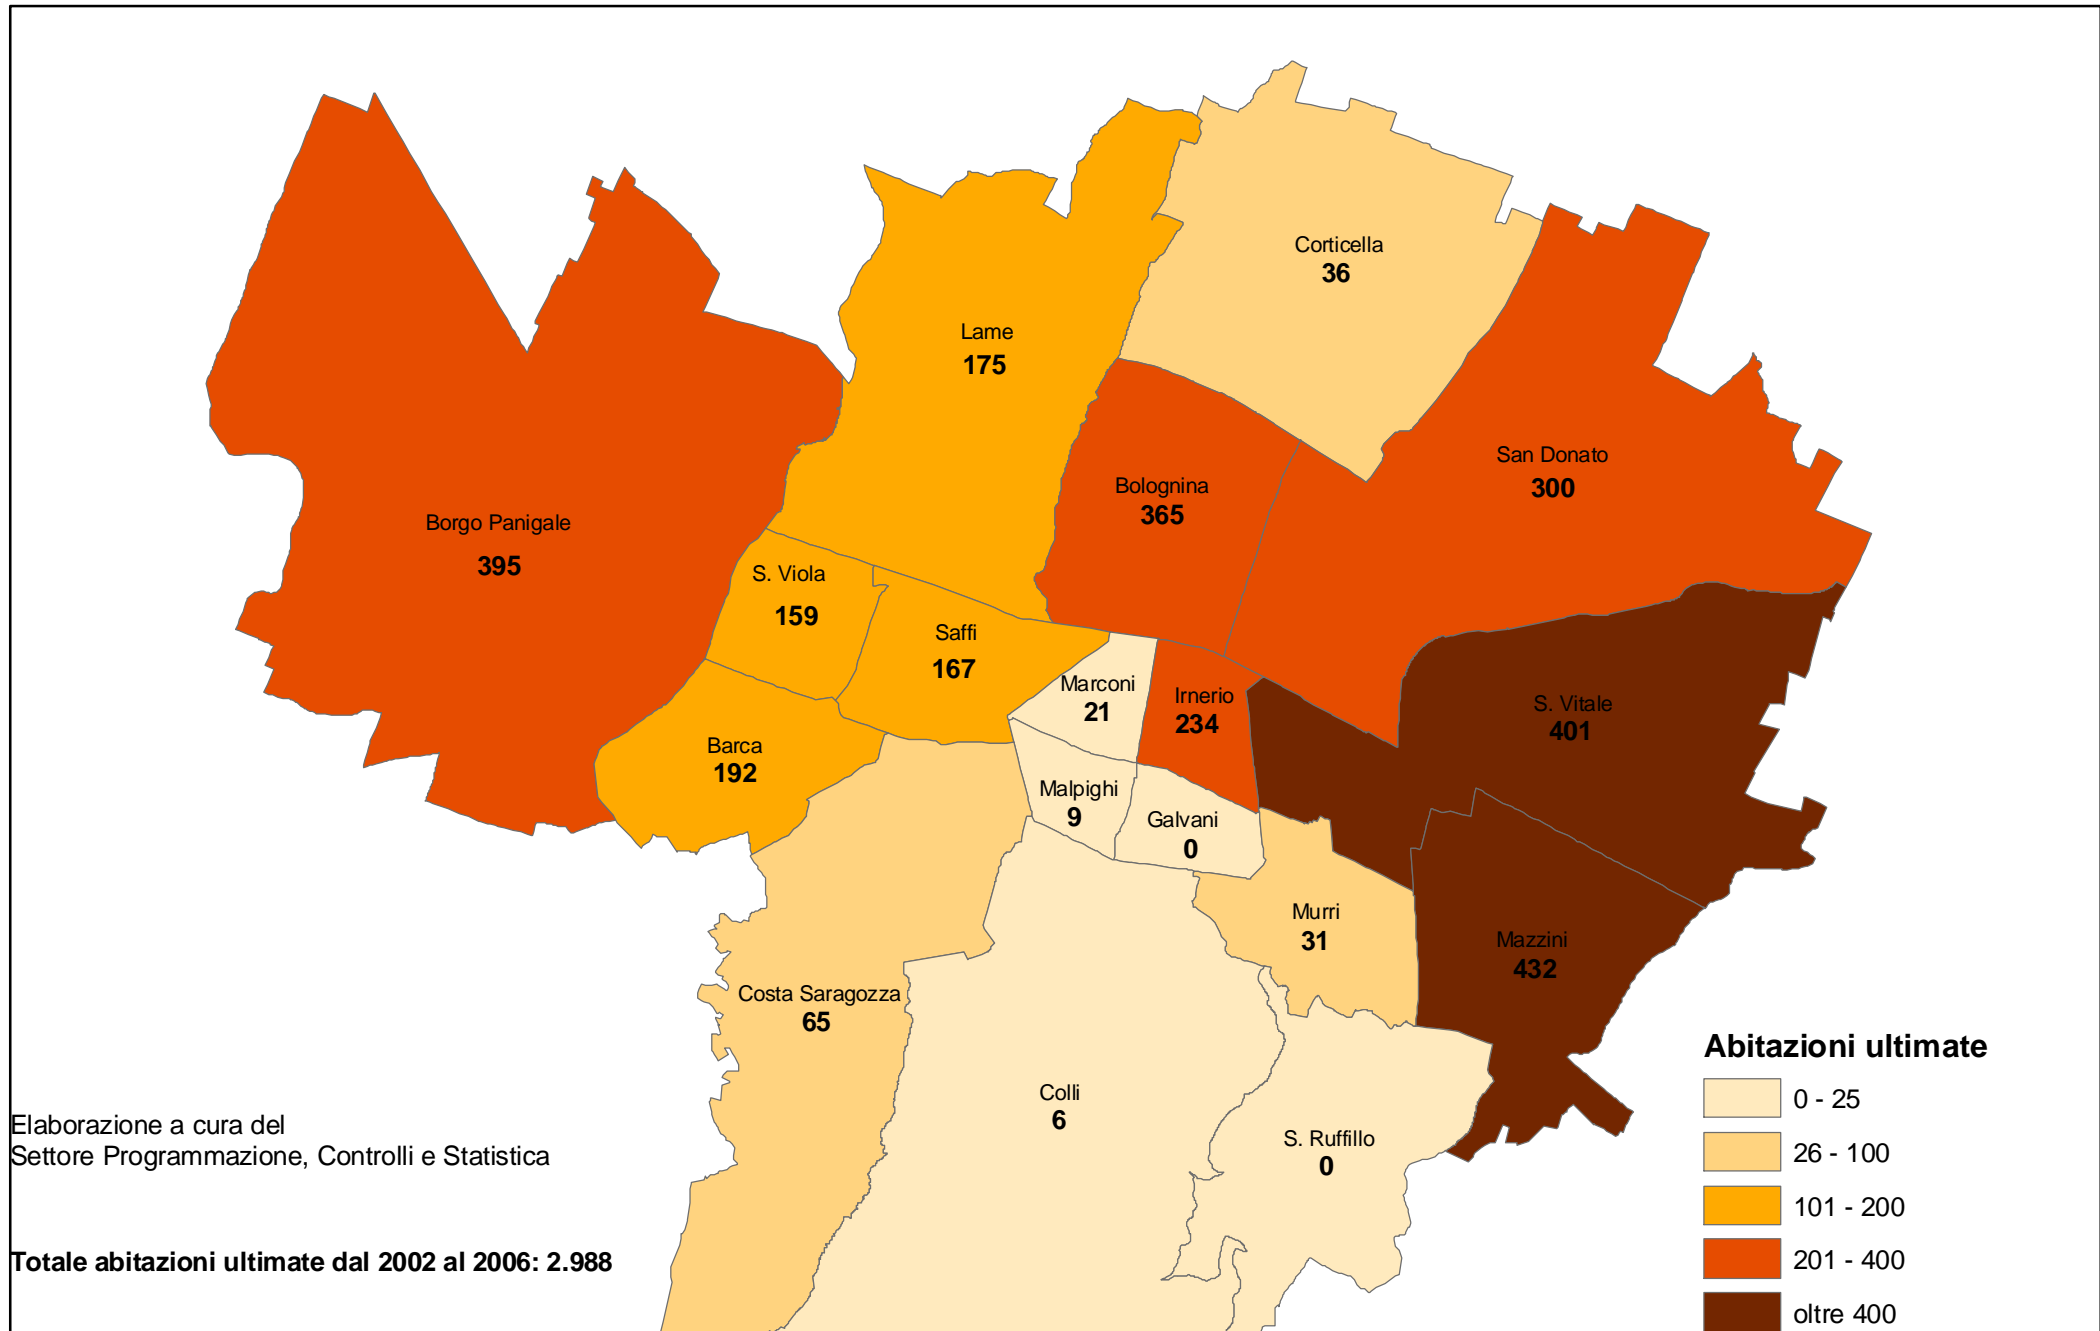 Corticella
36
Lame
175
San Donato
300
Bolognina
365
Borgo Panigale
395
S. Viola
159
Saffi
167
Marconi
21
Irnerio
234
S. Vitale
401
Barca
192
Malpighi
9
Galvani
0
Murri
31
Mazzini
432
Costa Saragozza
65
Colli
6
S. Ruffillo
0
Abitazioni ultimate
0 - 25
26 - 100
101 - 200
201 - 400
oltre 400
Elaborazione a cura del
Settore Programmazione, Controlli e Statistica
Totale abitazioni ultimate dal 2002 al 2006: 2.988